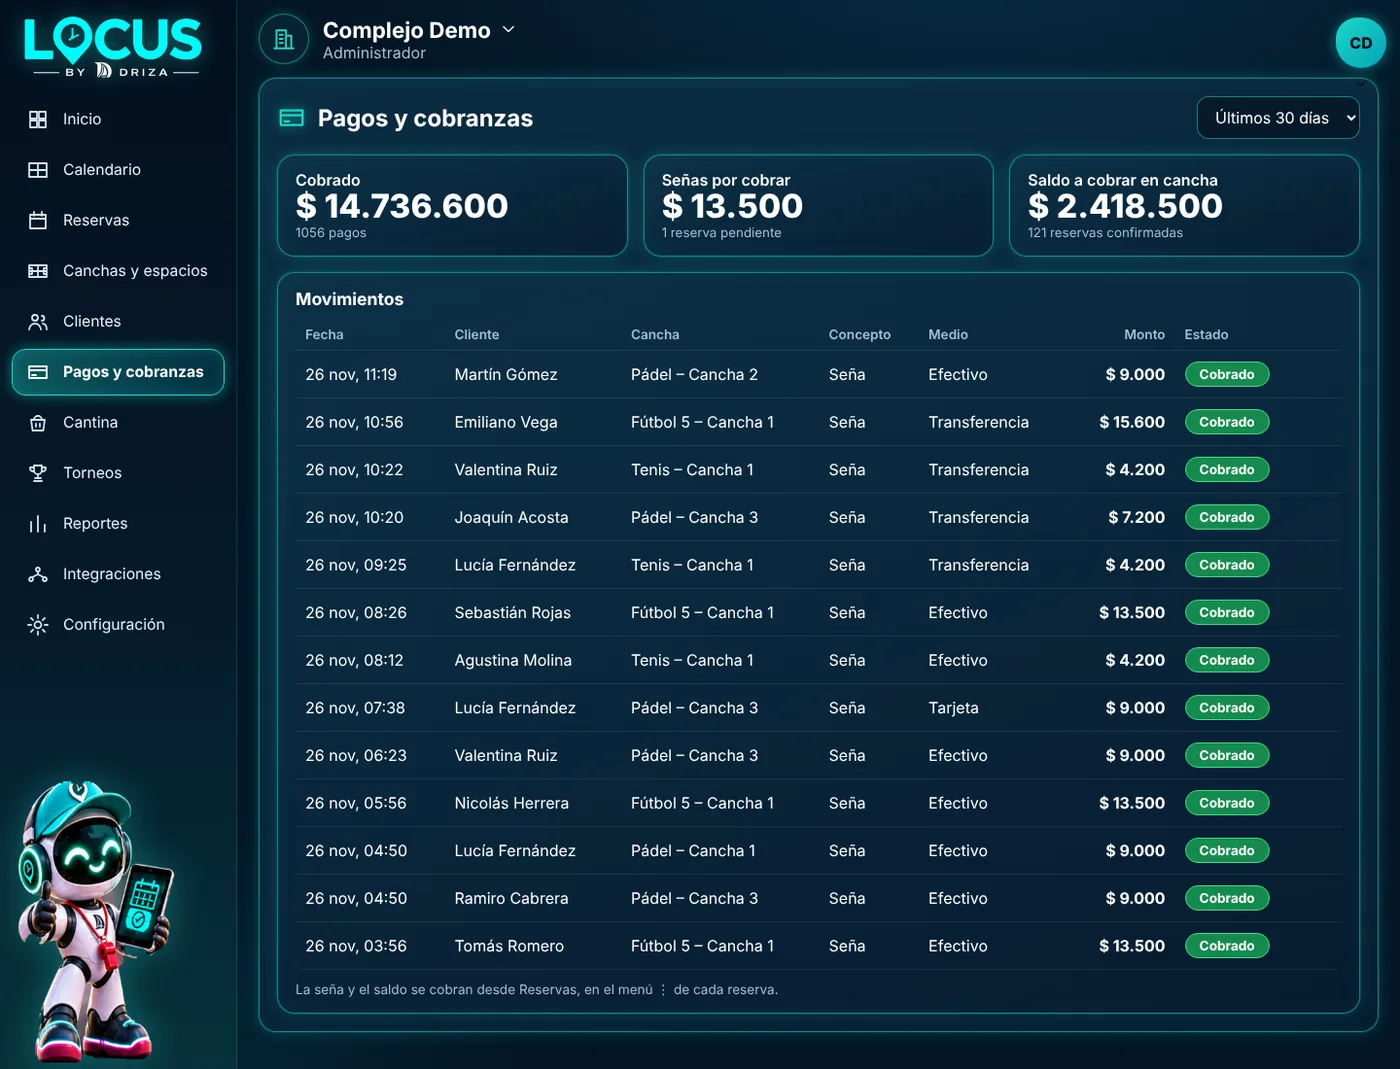 LOCUS
BY DRIZA
Complejo Demo
Administrador
CD
Inicio
Calendario
Reservas
Canchas y espacios
Clientes
Pagos y cobranzas
Cantina
Torneos
Reportes
Integraciones
Configuración
Pagos y cobranzas
Últimos 30 días
Cobrado
$ 14.736.600
1056 pagos
Señas por cobrar
$ 13.500
1 reserva pendiente
Saldo a cobrar en cancha
$ 2.418.500
121 reservas confirmadas
Movimientos
Fecha Cliente Cancha Concepto Medio Monto Estado
26 nov, 11:19 Martín Gómez Pádel – Cancha 2 Seña Efectivo $ 9.000 Cobrado
26 nov, 10:56 Emiliano Vega Fútbol 5 – Cancha 1 Seña Transferencia $ 15.600 Cobrado
26 nov, 10:22 Valentina Ruiz Tenis – Cancha 1 Seña Transferencia $ 4.200 Cobrado
26 nov, 10:20 Joaquín Acosta Pádel – Cancha 3 Seña Transferencia $ 7.200 Cobrado
26 nov, 09:25 Lucía Fernández Tenis – Cancha 1 Seña Transferencia $ 4.200 Cobrado
26 nov, 08:26 Sebastián Rojas Fútbol 5 – Cancha 1 Seña Efectivo $ 13.500 Cobrado
26 nov, 08:12 Agustina Molina Tenis – Cancha 1 Seña Efectivo $ 4.200 Cobrado
26 nov, 07:38 Lucía Fernández Pádel – Cancha 3 Seña Tarjeta $ 9.000 Cobrado
26 nov, 06:23 Valentina Ruiz Pádel – Cancha 3 Seña Efectivo $ 9.000 Cobrado
26 nov, 05:56 Nicolás Herrera Fútbol 5 – Cancha 1 Seña Efectivo $ 13.500 Cobrado
26 nov, 04:50 Lucía Fernández Pádel – Cancha 1 Seña Efectivo $ 9.000 Cobrado
26 nov, 04:50 Ramiro Cabrera Pádel – Cancha 3 Seña Efectivo $ 9.000 Cobrado
26 nov, 03:56 Tomás Romero Fútbol 5 – Cancha 1 Seña Efectivo $ 13.500 Cobrado
La seña y el saldo se cobran desde Reservas, en el menú ⋮ de cada reserva.